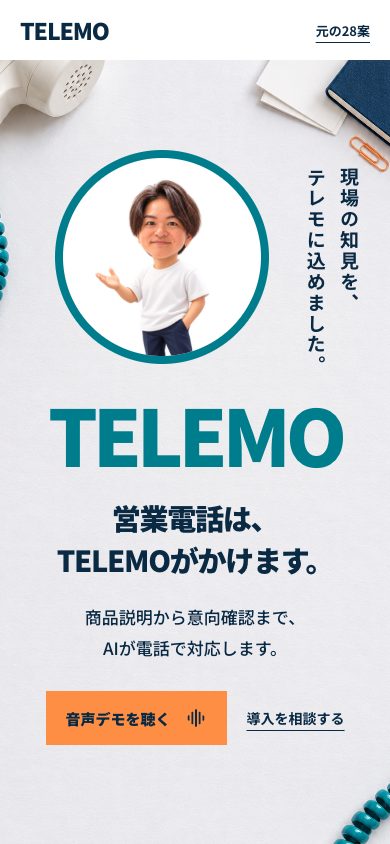 TELEMO
元の28案
現場の知見を、
テレモに込めました。
TELEMO
営業電話は、
TELEMOがかけます。
商品説明から意向確認まで、
AIが電話で対応します。
音声デモを聴く
導入を相談する